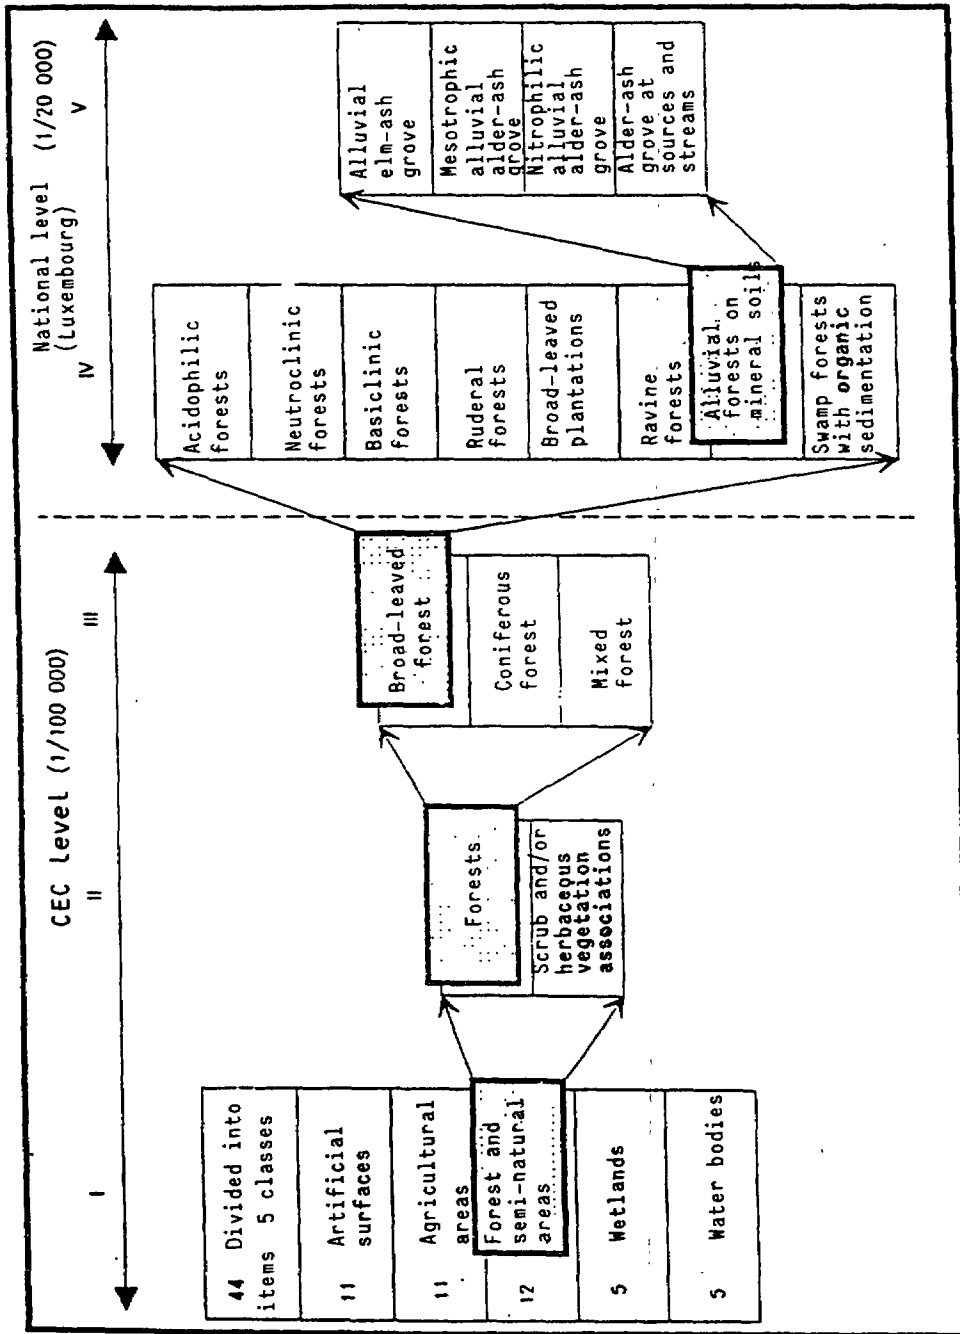 CEC Level (1/100 000)
National level (1/20 000)
(Luxembourg)
I
II
III
IV
V
44 Divided into
items 5 classes
11 Artificial
surfaces
11 Agricultural
areas
12 Forest and
semi-natural
areas
5 Wetlands
5 Water bodies
Forests
Scrub and/or
herbaceous
vegetation
associations
Broad-leaved
forest
Coniferous
forest
Mixed
forest
Acidophilic
forests
Neutroclinic
forests
Basiclinic
forests
Ruderal
forests
Broad-leaved
plantations
Ravine
forests
Alluvial
forests on
mineral soils
Swamp forests
with organic
sedimentation
Alluvial
elm-ash
grove
Mesotrophic
alluvial
alder-ash
grove
Nitrophilic
alluvial
alder-ash
grove
Alder-ash
grove at
sources and
streams